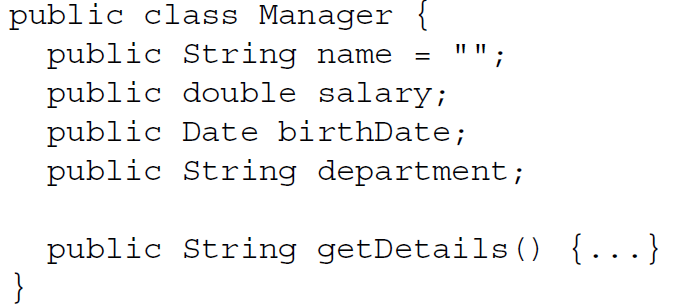 public class Manager {
  public String name = "";
  public double salary;
  public Date birthDate;
  public String department;

  public String getDetails() {...}
}